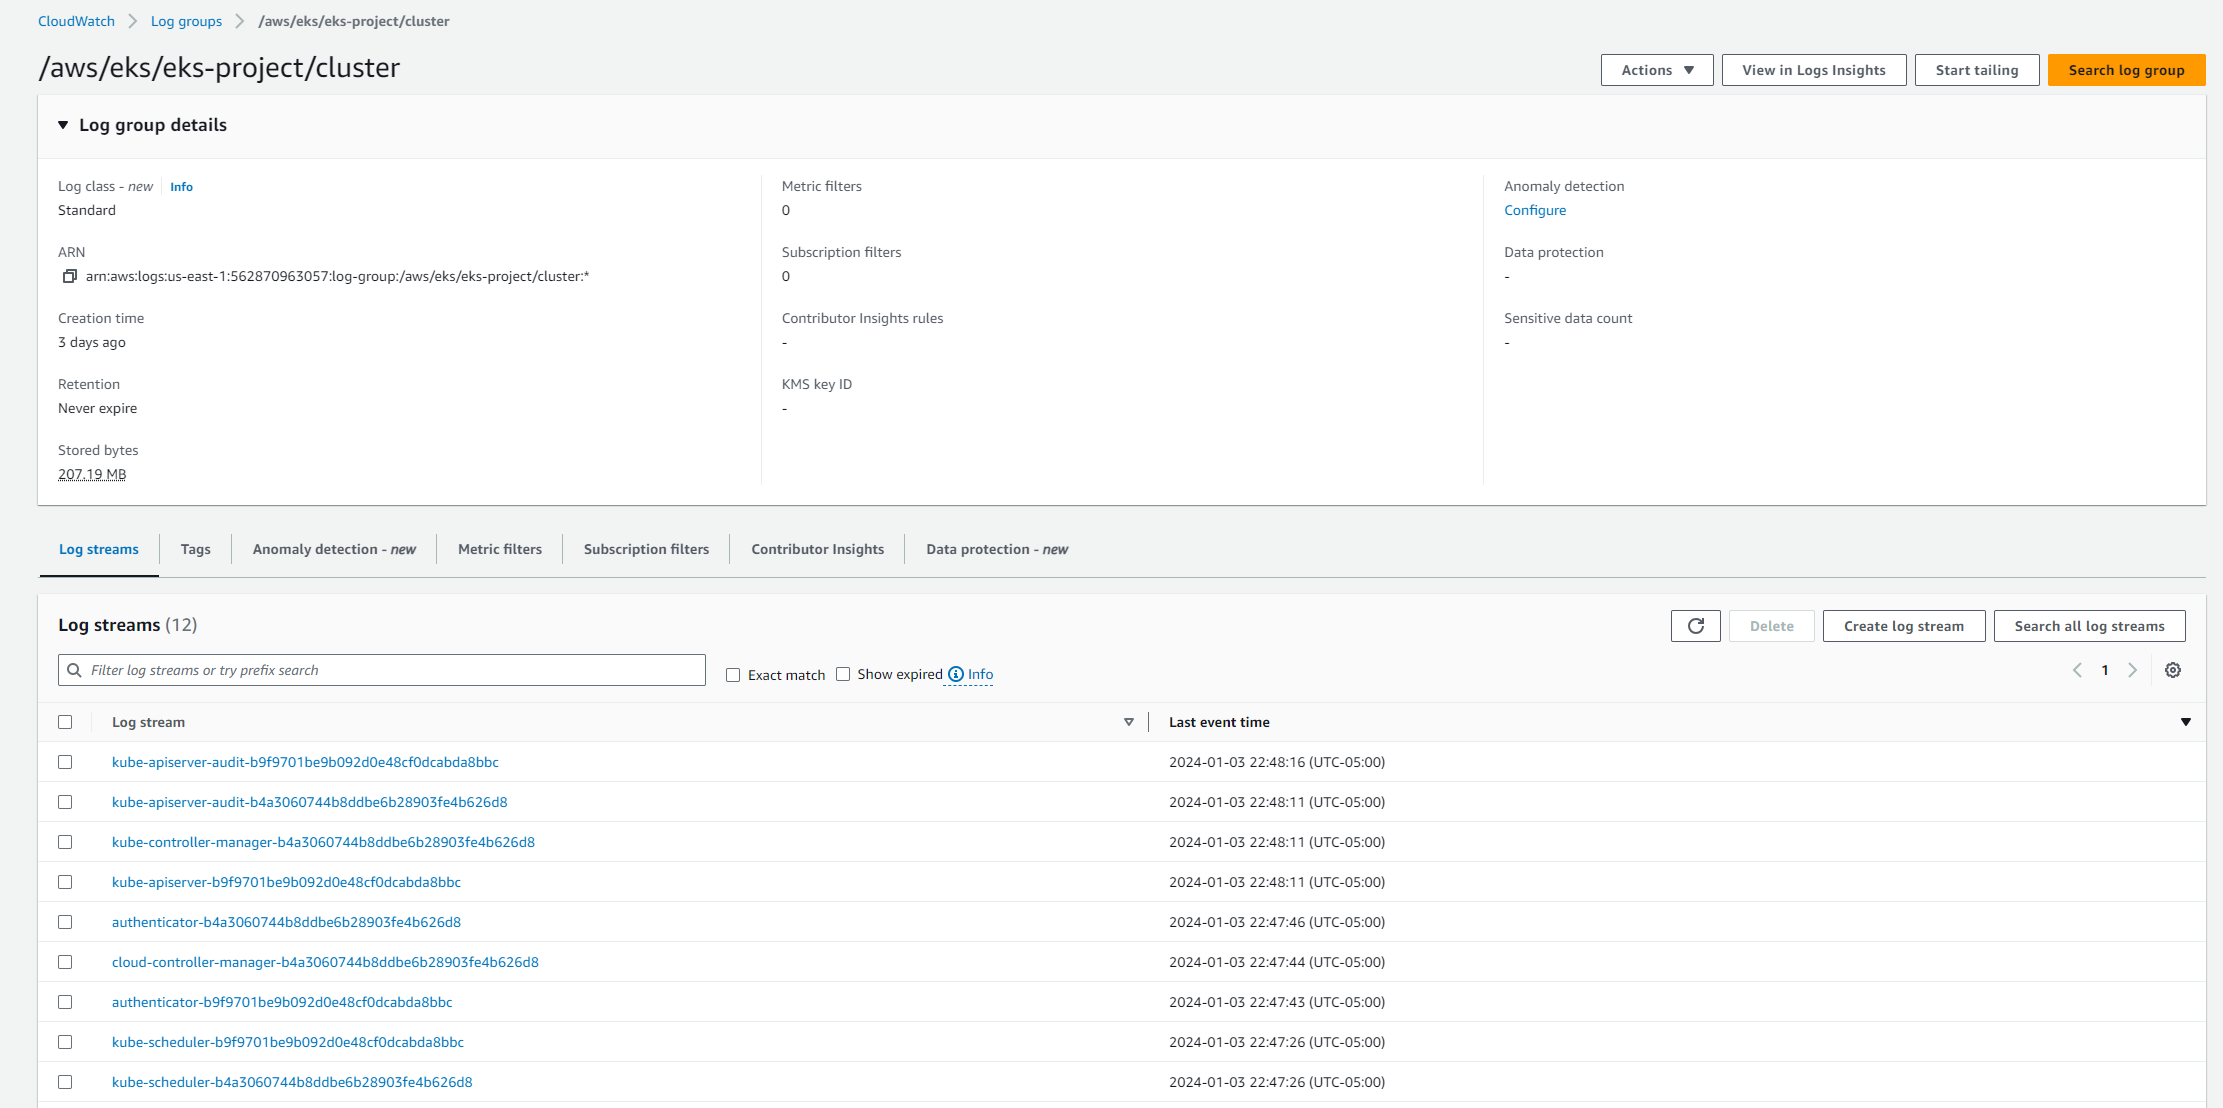 CloudWatch > Log groups > /aws/eks/eks-project/cluster
/aws/eks/eks-project/cluster
Actions View in Logs Insights Start tailing Search log group
Log group details
Log class - new Info
Standard
ARN
arn:aws:logs:us-east-1:562870963057:log-group:/aws/eks/eks-project/cluster:*
Creation time
3 days ago
Retention
Never expire
Stored bytes
207.19 MB
Metric filters
0
Subscription filters
0
Contributor Insights rules
-
KMS key ID
-
Anomaly detection
Configure
Data protection
-
Sensitive data count
-
Log streams Tags Anomaly detection - new Metric filters Subscription filters Contributor Insights Data protection - new
Log streams (12)
Delete Create log stream Search all log streams
Filter log streams or try prefix search Exact match Show expired Info 1
Log stream Last event time
kube-apiserver-audit-b9f9701be9b092d0e48cf0dcabda8bbc 2024-01-03 22:48:16 (UTC-05:00)
kube-apiserver-audit-b4a3060744b8ddbe6b28903fe4b626d8 2024-01-03 22:48:11 (UTC-05:00)
kube-controller-manager-b4a3060744b8ddbe6b28903fe4b626d8 2024-01-03 22:48:11 (UTC-05:00)
kube-apiserver-b9f9701be9b092d0e48cf0dcabda8bbc 2024-01-03 22:48:11 (UTC-05:00)
authenticator-b4a3060744b8ddbe6b28903fe4b626d8 2024-01-03 22:47:46 (UTC-05:00)
cloud-controller-manager-b4a3060744b8ddbe6b28903fe4b626d8 2024-01-03 22:47:44 (UTC-05:00)
authenticator-b9f9701be9b092d0e48cf0dcabda8bbc 2024-01-03 22:47:43 (UTC-05:00)
kube-scheduler-b9f9701be9b092d0e48cf0dcabda8bbc 2024-01-03 22:47:26 (UTC-05:00)
kube-scheduler-b4a3060744b8ddbe6b28903fe4b626d8 2024-01-03 22:47:26 (UTC-05:00)